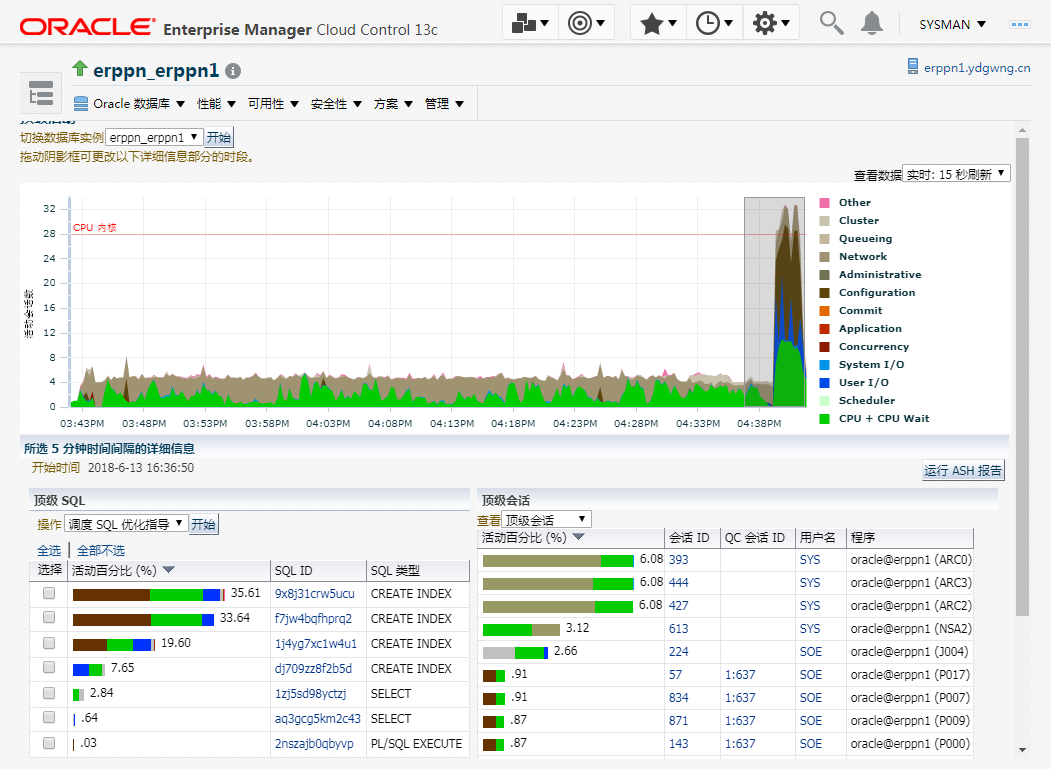 ORACLE® Enterprise Manager Cloud Control 13c
SYSMAN
erppn_erppn1
erppn1.ydgwng.cn
Oracle 数据库 性能 可用性 安全性 方案 管理
顶级活动
切换数据库实例 erppn_erppn1 开始
拖动阴影框可更改以下详细信息部分的时段。
查看数据 实时: 15 秒刷新
活动会话数
32
28
24
20
16
12
8
4
0
CPU 内核
03:43PM 03:48PM 03:53PM 03:58PM 04:03PM 04:08PM 04:13PM 04:18PM 04:23PM 04:28PM 04:33PM 04:38PM
Other
Cluster
Queueing
Network
Administrative
Configuration
Commit
Application
Concurrency
System I/O
User I/O
Scheduler
CPU + CPU Wait
所选 5 分钟时间间隔的详细信息
开始时间 2018-6-13 16:36:50
运行 ASH 报告
顶级 SQL
操作 调度 SQL 优化指导 开始
全选 | 全部不选
选择 活动百分比 (%) SQL ID SQL 类型
35.61 9x8j31crw5ucu CREATE INDEX
33.64 f7jw4bqfhprq2 CREATE INDEX
19.60 1j4yg7xc1w4u1 CREATE INDEX
7.65 dj709zz8f2b5d CREATE INDEX
2.84 1zj5sd98yctzj SELECT
.64 aq3gcg5km2c43 SELECT
.03 2nszajb0qbyvp PL/SQL EXECUTE
顶级会话
查看 顶级会话
活动百分比 (%) 会话 ID QC 会话 ID 用户名 程序
6.08 393 SYS oracle@erppn1 (ARC0)
6.08 444 SYS oracle@erppn1 (ARC3)
6.08 427 SYS oracle@erppn1 (ARC2)
3.12 613 SYS oracle@erppn1 (NSA2)
2.66 224 SOE oracle@erppn1 (J004)
.91 57 1:637 SOE oracle@erppn1 (P017)
.91 834 1:637 SOE oracle@erppn1 (P007)
.87 871 1:637 SOE oracle@erppn1 (P009)
.87 143 1:637 SOE oracle@erppn1 (P000)